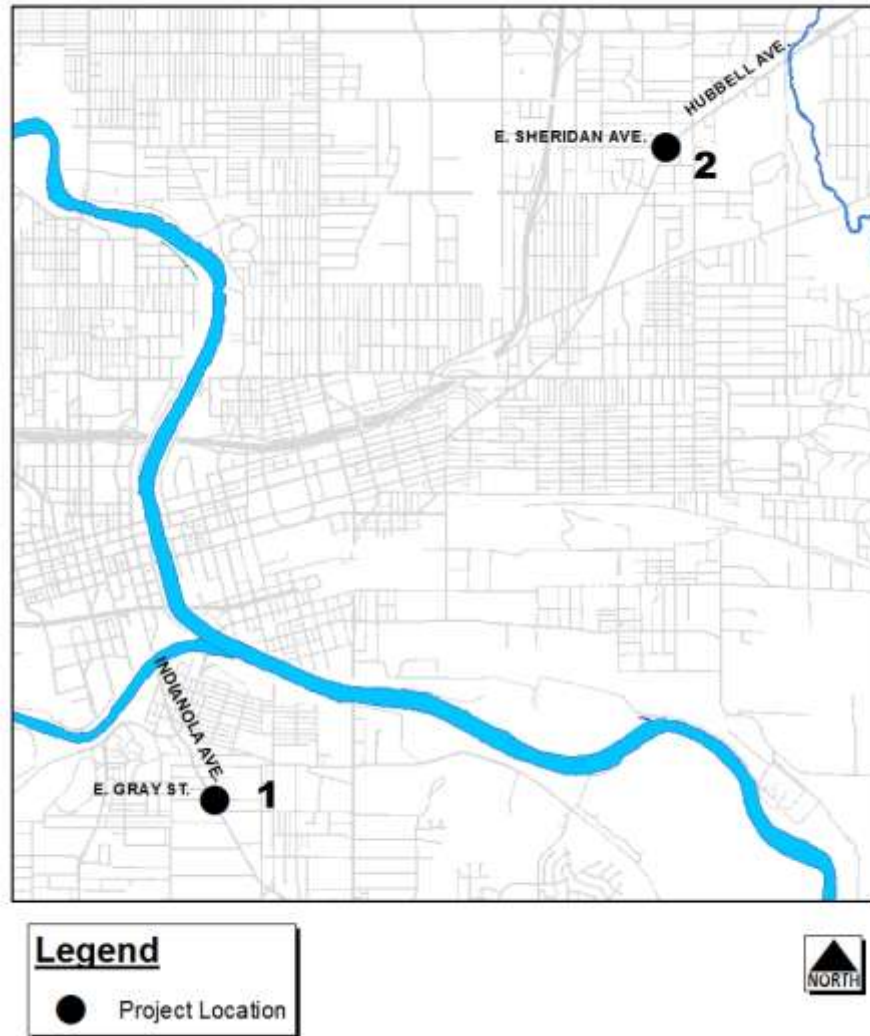 HUBBELL AVE.
E. SHERIDAN AVE.
2
INDIANOLA AVE.
E. GRAY ST.
1
Legend
Project Location
NORTH